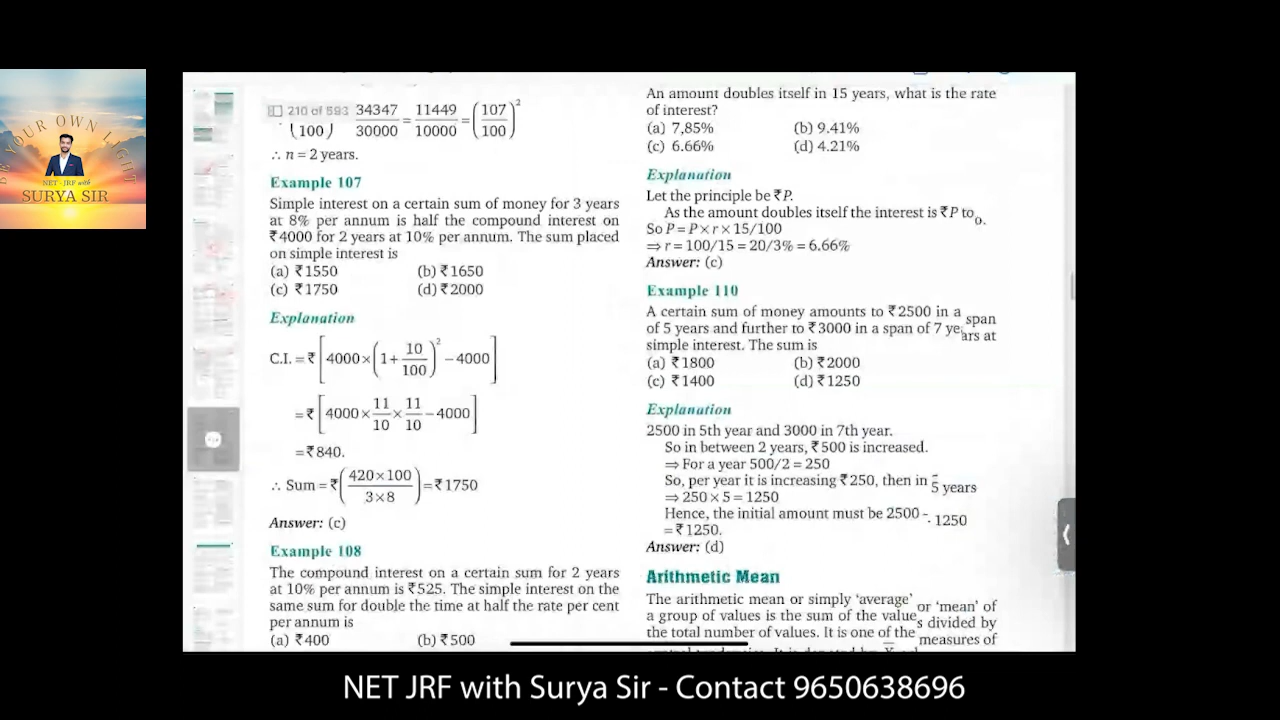 BE YOUR OWN LIGHT
NET - JRF with
SURYA SIR
210 of 593
(100) 34347/30000 = 11449/10000 = (107/100)²
∴ n = 2 years.
Example 107
Simple interest on a certain sum of money for 3 years
at 8% per annum is half the compound interest on
₹4000 for 2 years at 10% per annum. The sum placed
on simple interest is
(a) ₹1550 (b) ₹1650
(c) ₹1750 (d) ₹2000
Explanation
C.I. = ₹ [4000 × (1 + 10/100)² − 4000]
= ₹ [4000 × 11/10 × 11/10 − 4000]
= ₹840.
∴ Sum = ₹ (420 × 100 / 3 × 8) = ₹1750
Answer: (c)
Example 108
The compound interest on a certain sum for 2 years
at 10% per annum is ₹525. The simple interest on the
same sum for double the time at half the rate per cent
per annum is
(a) ₹400 (b) ₹500
An amount doubles itself in 15 years, what is the rate
of interest?
(a) 7.85% (b) 9.41%
(c) 6.66% (d) 4.21%
Explanation
Let the principle be ₹P.
As the amount doubles itself the interest is ₹P too.
So P = P × r × 15/100
⇒ r = 100/15 = 20/3% = 6.66%
Answer: (c)
Example 110
A certain sum of money amounts to ₹2500 in a span
of 5 years and further to ₹3000 in a span of 7 years at
simple interest. The sum is
(a) ₹1800 (b) ₹2000
(c) ₹1400 (d) ₹1250
Explanation
2500 in 5th year and 3000 in 7th year.
So in between 2 years, ₹500 is increased.
⇒ For a year 500/2 = 250
So, per year it is increasing ₹250, then in 5 years
⇒ 250 × 5 = 1250
Hence, the initial amount must be 2500 - 1250
= ₹1250.
Answer: (d)
Arithmetic Mean
The arithmetic mean or simply ‘average’ or ‘mean’ of
a group of values is the sum of the values divided by
the total number of values. It is one of the measures of
NET JRF with Surya Sir - Contact 9650638696